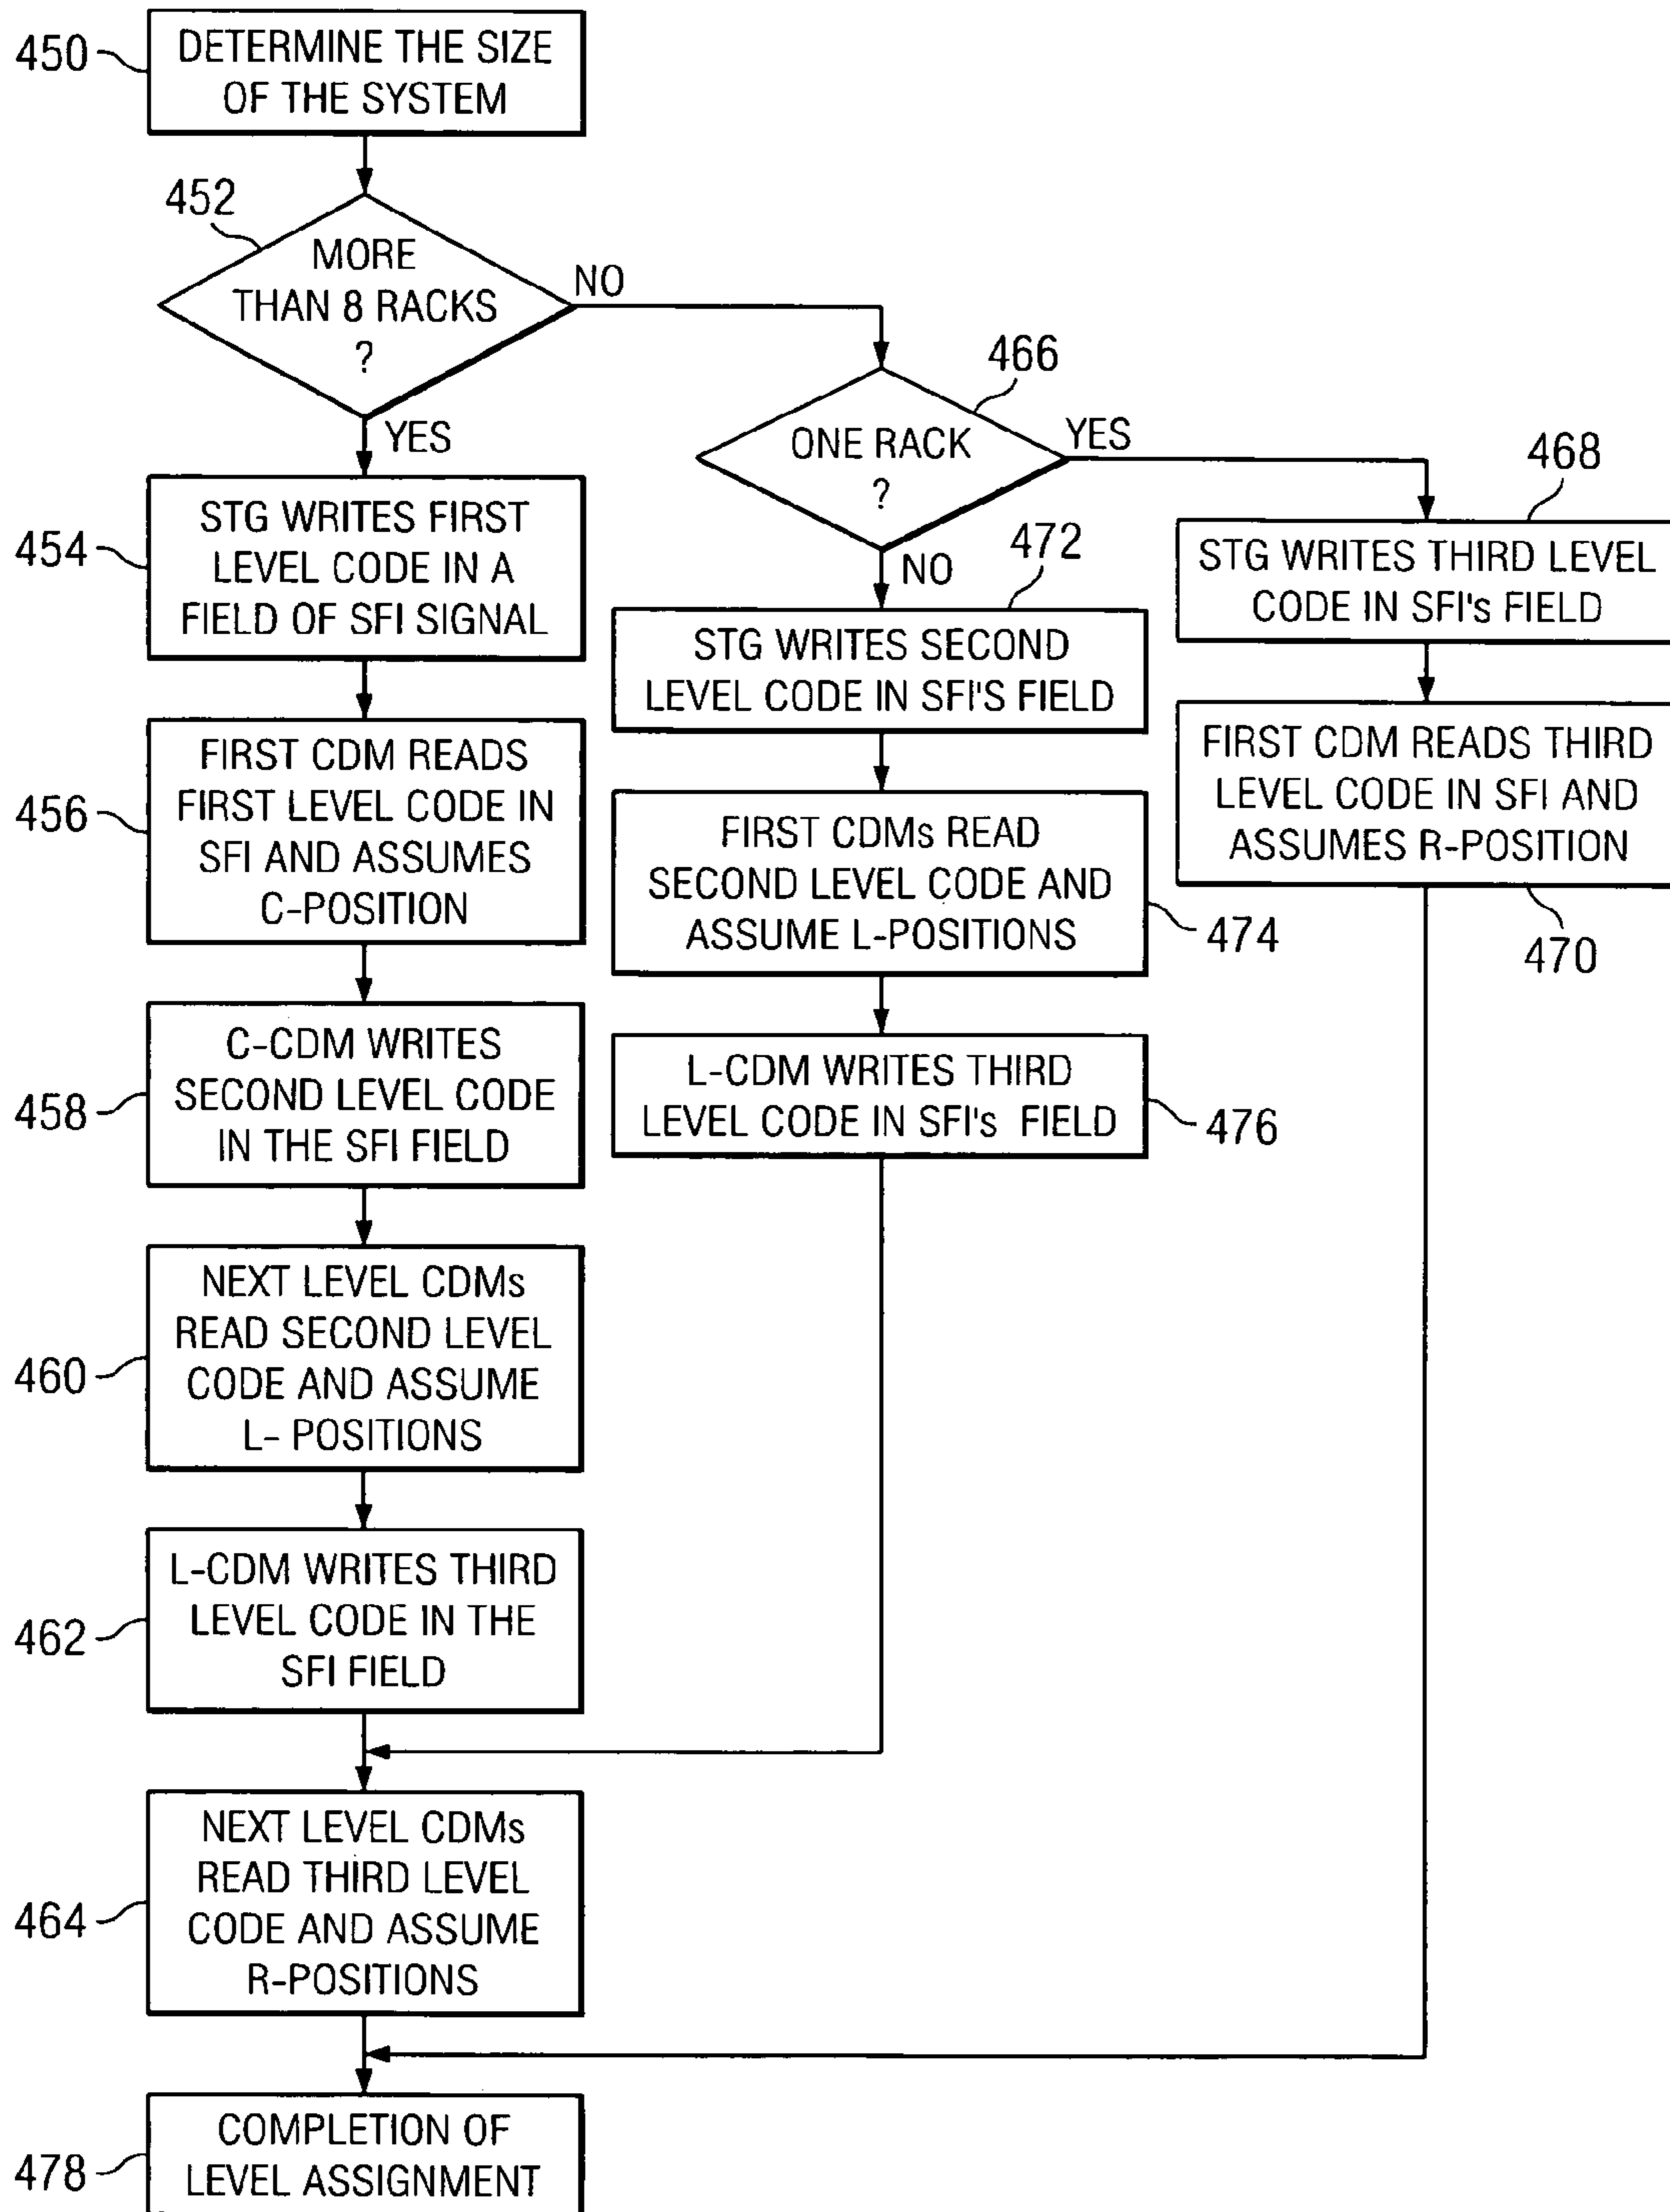 450
DETERMINE THE SIZE
OF THE SYSTEM
452
MORE
THAN 8 RACKS
?
NO
YES
466
ONE RACK
?
YES
NO
454
STG WRITES FIRST
LEVEL CODE IN A
FIELD OF SFI SIGNAL
456
FIRST CDM READS
FIRST LEVEL CODE IN
SFI AND ASSUMES
C-POSITION
458
C-CDM WRITES
SECOND LEVEL CODE
IN THE SFI FIELD
460
NEXT LEVEL CDMs
READ SECOND LEVEL
CODE AND ASSUME
L- POSITIONS
462
L-CDM WRITES THIRD
LEVEL CODE IN THE
SFI FIELD
464
NEXT LEVEL CDMs
READ THIRD LEVEL
CODE AND ASSUME
R-POSITIONS
472
STG WRITES SECOND
LEVEL CODE IN SFI'S FIELD
FIRST CDMs READ
SECOND LEVEL CODE AND
ASSUME L-POSITIONS
474
L-CDM WRITES THIRD
LEVEL CODE IN SFI's FIELD
476
468
STG WRITES THIRD LEVEL
CODE IN SFI's FIELD
FIRST CDM READS THIRD
LEVEL CODE IN SFI AND
ASSUMES R-POSITION
470
478
COMPLETION OF
LEVEL ASSIGNMENT